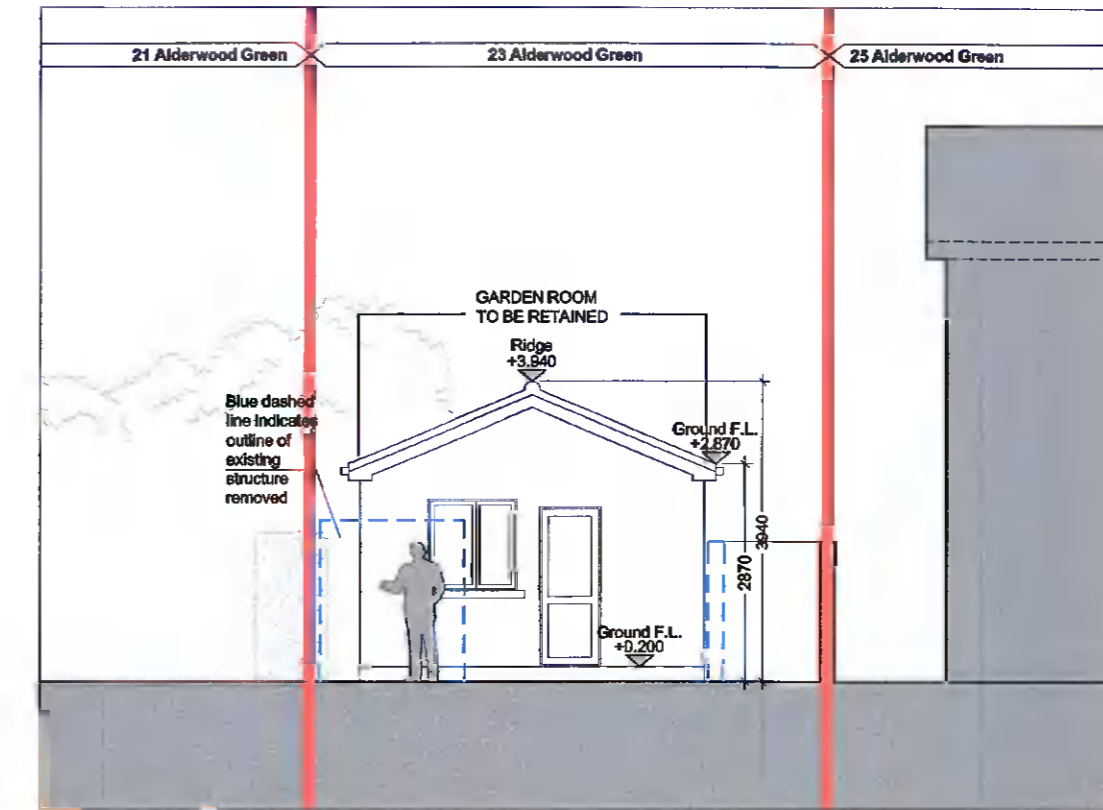 21 Alderwood Green
23 Alderwood Green
25 Alderwood Green
GARDEN ROOM
TO BE RETAINED
Ridge
+3.940
Blue dashed
line indicates
outline of
existing
structure
removed
Ground F.L.
+2.870
3940
2870
Ground F.L.
+0.200